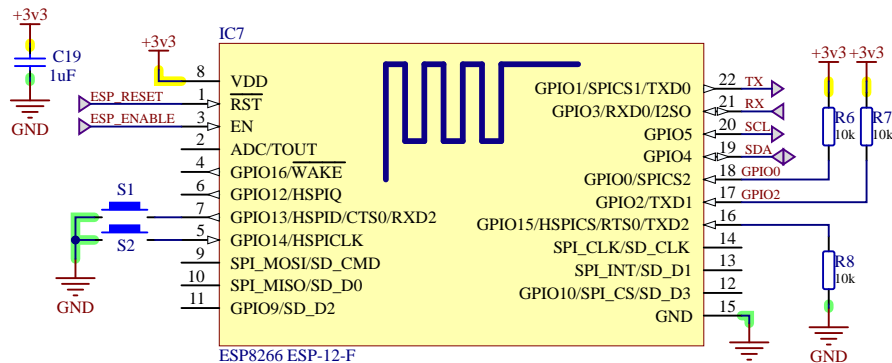 +3v3
C19
1uF
GND
+3v3
IC7
8 VDD
ESP_RESET 1 RST
ESP_ENABLE 3 EN
2 ADC/TOUT
4 GPIO16/WAKE
6 GPIO12/HSPIQ
S1 7 GPIO13/HSPID/CTS0/RXD2
S2 5 GPIO14/HSPICLK
9 SPI_MOSI/SD_CMD
10 SPI_MISO/SD_D0
11 GPIO9/SD_D2
GND
ESP8266 ESP-12-F
GPIO1/SPICS1/TXD0 22 TX
GPIO3/RXD0/I2SO 21 RX
GPIO5 20 SCL
GPIO4 19 SDA
GPIO0/SPICS2 18 GPIO0
GPIO2/TXD1 17 GPIO2
GPIO15/HSPICS/RTS0/TXD2 16
SPI_CLK/SD_CLK 14
SPI_INT/SD_D1 13
GPIO10/SPI_CS/SD_D3 12
GND 15
GND
+3v3
+3v3
R6
10k
R7
10k
R8
10k
GND